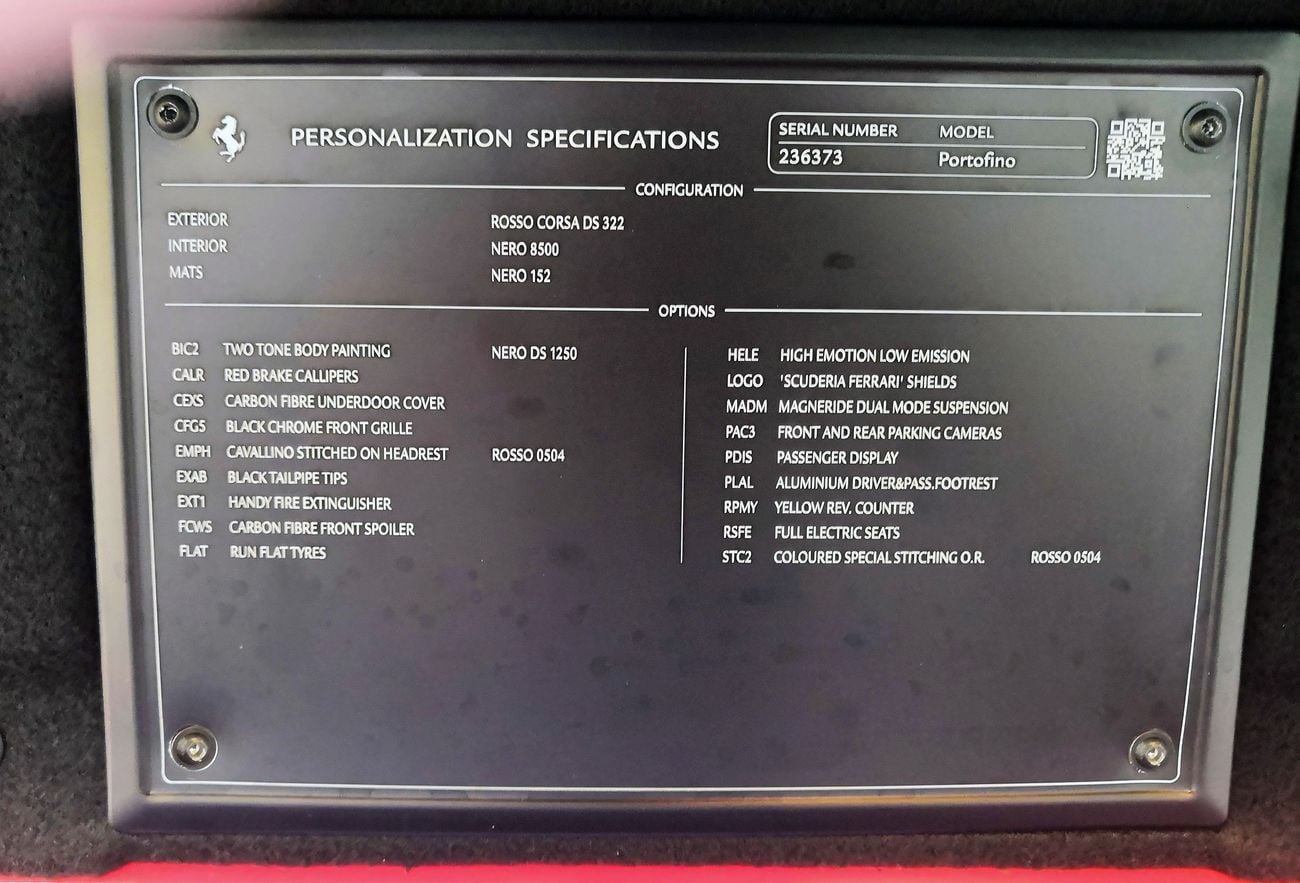 PERSONALIZATION SPECIFICATIONS
SERIAL NUMBER MODEL
236373 Portofino
CONFIGURATION
EXTERIOR ROSSO CORSA DS 322
INTERIOR NERO 8500
MATS NERO 152
OPTIONS
BIC2 TWO TONE BODY PAINTING NERO DS 1250
CALR RED BRAKE CALLIPERS
CEXS CARBON FIBRE UNDERDOOR COVER
CFG5 BLACK CHROME FRONT GRILLE
EMPH CAVALLINO STITCHED ON HEADREST ROSSO 0504
EXAB BLACK TAILPIPE TIPS
EXT1 HANDY FIRE EXTINGUISHER
FCWS CARBON FIBRE FRONT SPOILER
FLAT RUN FLAT TYRES
HELE HIGH EMOTION LOW EMISSION
LOGO 'SCUDERIA FERRARI' SHIELDS
MADM MAGNERIDE DUAL MODE SUSPENSION
PAC3 FRONT AND REAR PARKING CAMERAS
PDIS PASSENGER DISPLAY
PLAL ALUMINIUM DRIVER&PASS.FOOTREST
RPMY YELLOW REV. COUNTER
RSFE FULL ELECTRIC SEATS
STC2 COLOURED SPECIAL STITCHING O.R. ROSSO 0504